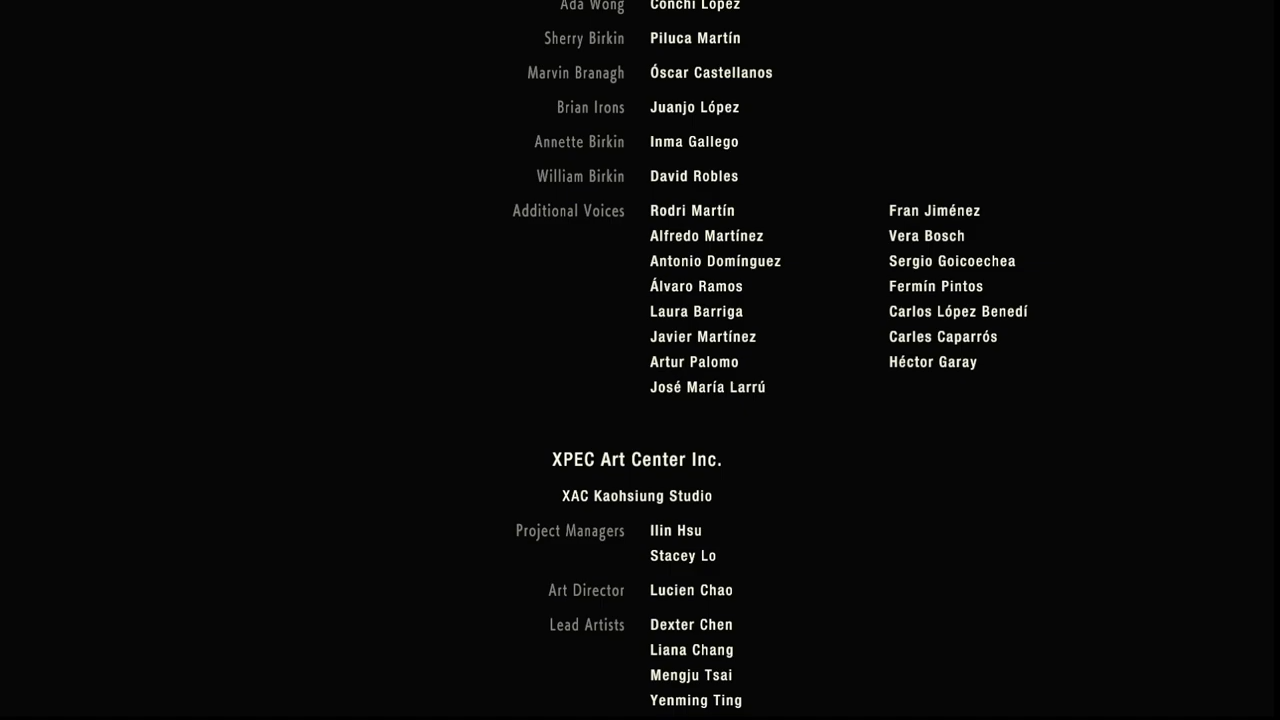 Ada Wong Conchi López
Sherry Birkin Piluca Martín
Marvin Branagh Óscar Castellanos
Brian Irons Juanjo López
Annette Birkin Inma Gallego
William Birkin David Robles
Additional Voices Rodri Martín Fran Jiménez
Alfredo Martínez Vera Bosch
Antonio Domínguez Sergio Goicoechea
Álvaro Ramos Fermín Pintos
Laura Barriga Carlos López Benedí
Javier Martínez Carles Caparrós
Artur Palomo Héctor Garay
José María Larrú
XPEC Art Center Inc.
XAC Kaohsiung Studio
Project Managers Ilin Hsu
Stacey Lo
Art Director Lucien Chao
Lead Artists Dexter Chen
Liana Chang
Mengju Tsai
Yenming Ting